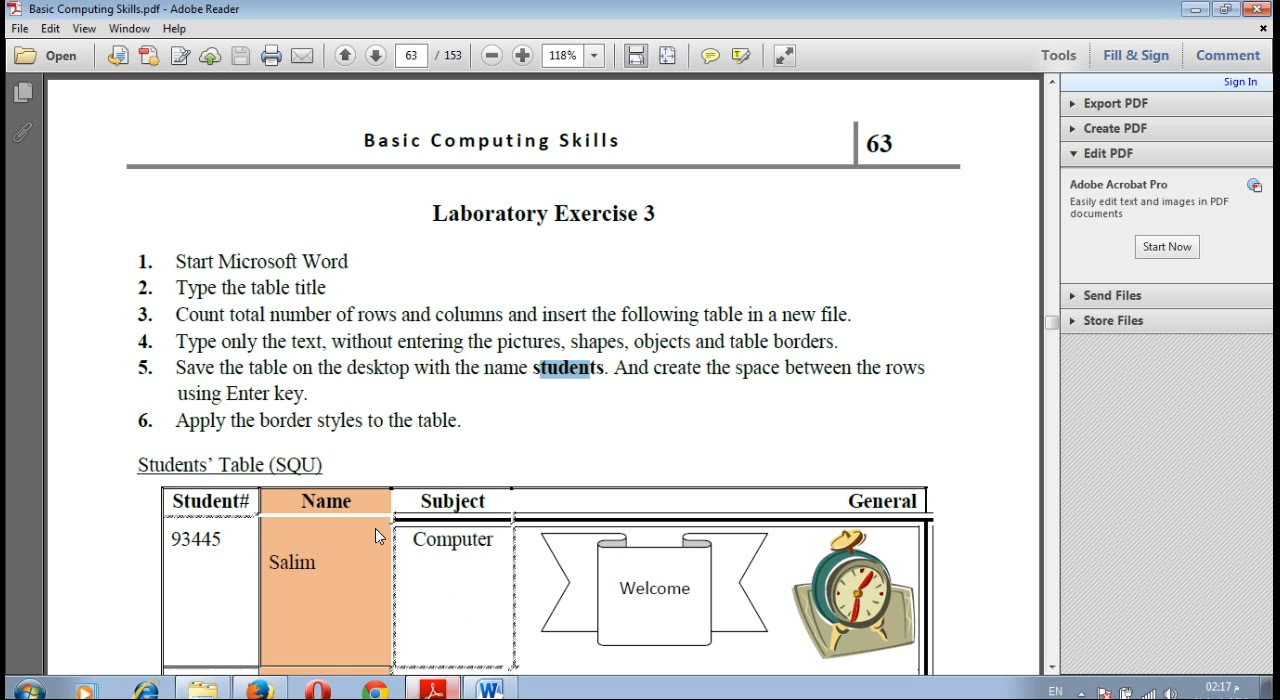 Basic Computing Skills.pdf - Adobe Reader
File Edit View Window Help
Open 63 / 153 118% Tools Fill & Sign Comment
Sign In
Export PDF
Create PDF
Edit PDF
Adobe Acrobat Pro
Easily edit text and images in PDF
documents
Start Now
Send Files
Store Files
Basic Computing Skills 63
Laboratory Exercise 3
1. Start Microsoft Word
2. Type the table title
3. Count total number of rows and columns and insert the following table in a new file.
4. Type only the text, without entering the pictures, shapes, objects and table borders.
5. Save the table on the desktop with the name students. And create the space between the rows
using Enter key.
6. Apply the border styles to the table.
Students’ Table (SQU)
Student# Name Subject General
93445 Salim Computer Welcome
EN 02:17 م